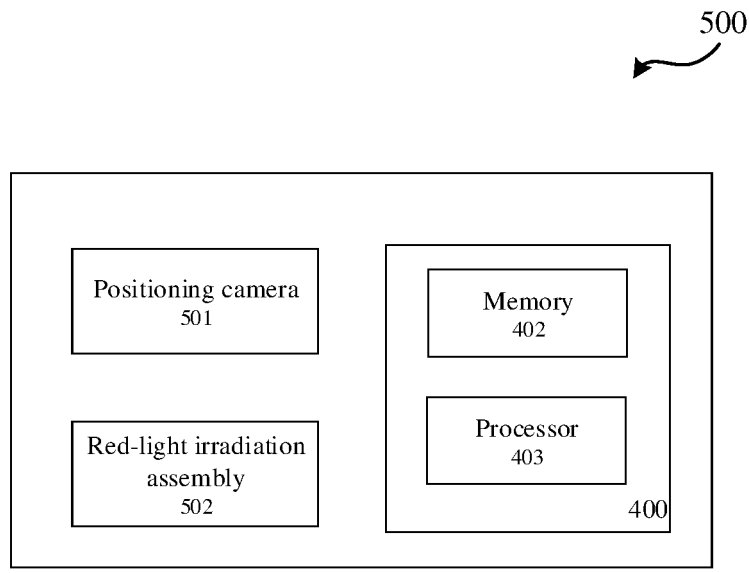 500
Positioning camera
501
Red-light irradiation
assembly
502
Memory
402
Processor
403
400